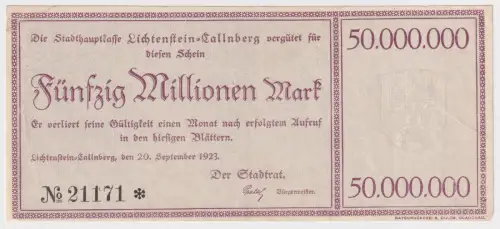 Die Stadthauptkasse Lichtenstein-Callnberg vergütet für
diesen Schein
Fünfzig Millionen Mark
Er verliert seine Gültigkeit einen Monat nach erfolgtem Aufruf
in den hiesigen Blättern.
Lichtenstein-Callnberg, den 20. September 1923.
Der Stadtrat.
Bürgermeister.
№ 21171 *
50.000.000
50.000.000